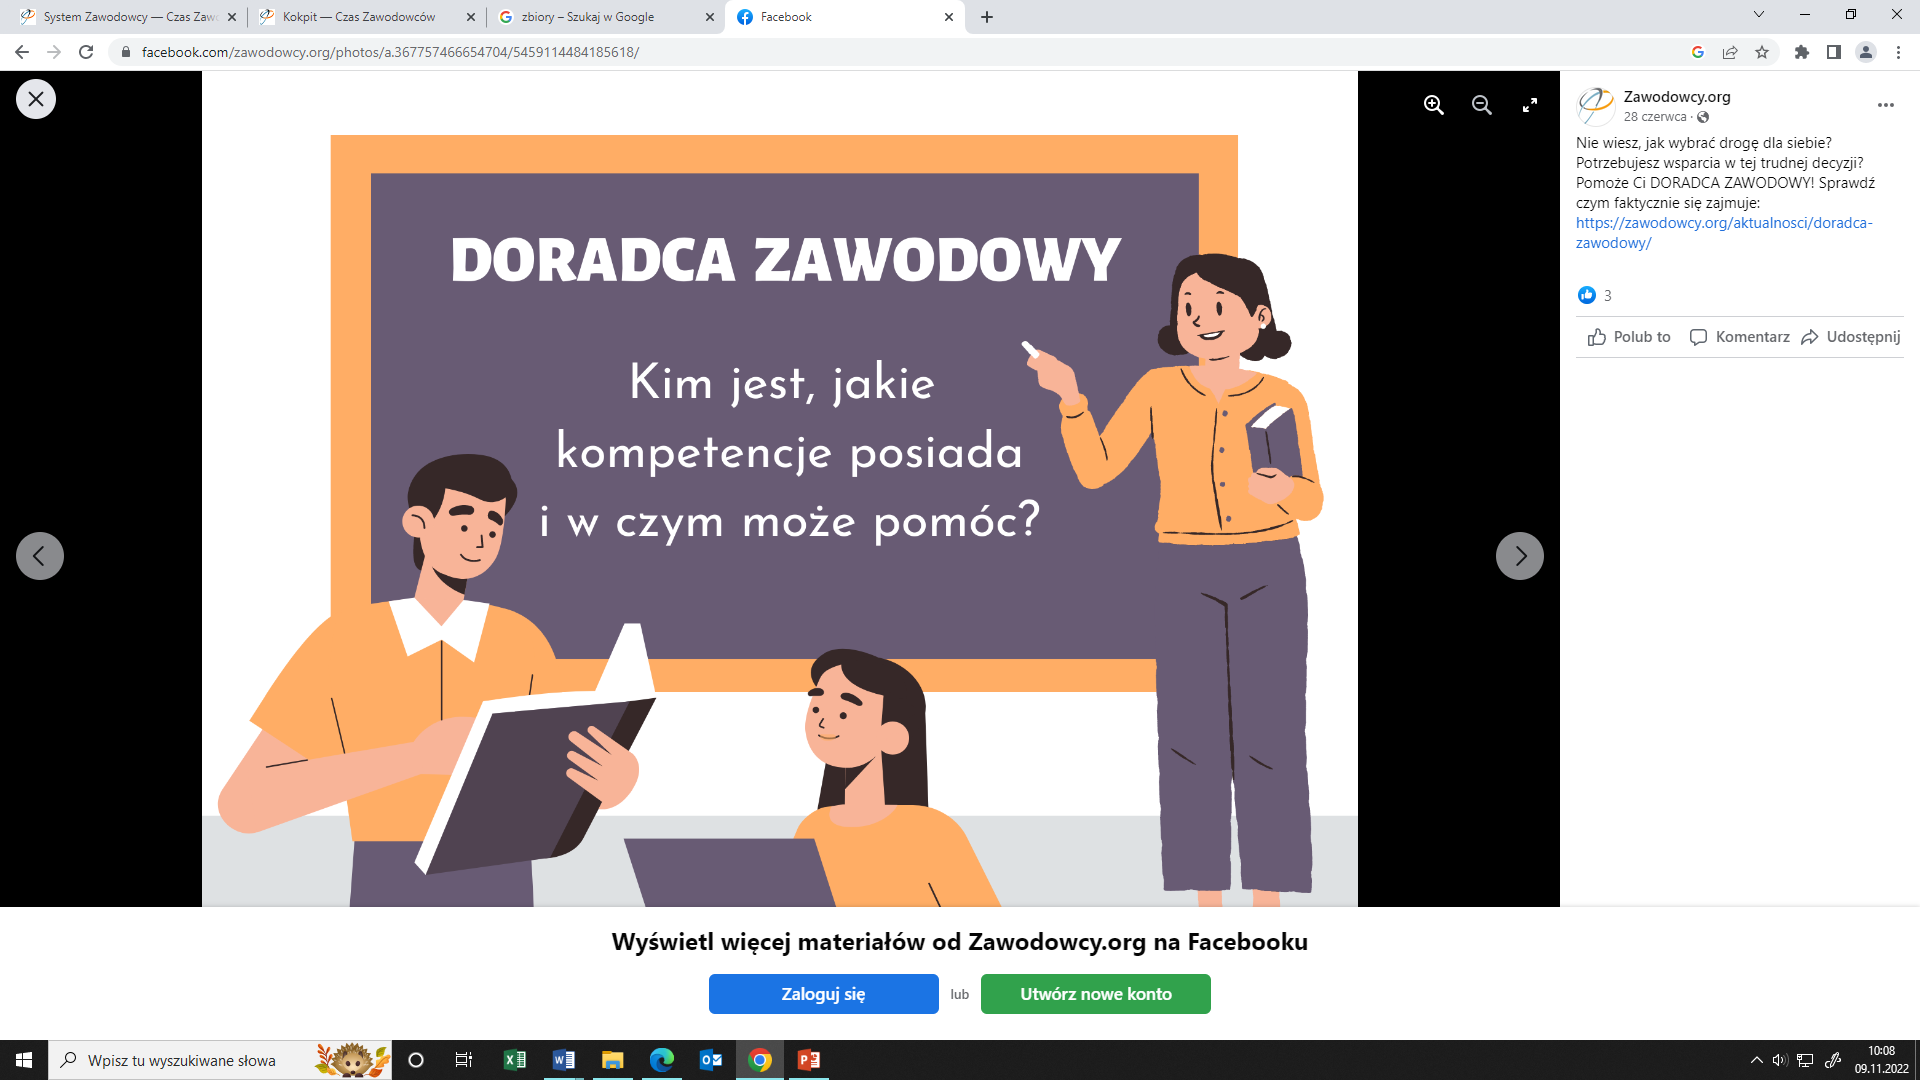 System Zawodowcy — Czas Zaw
Kokpit — Czas Zawodowców
zbiory – Szukaj w Google
Facebook
facebook.com/zawodowcy.org/photos/a.367757466654704/5459114484185618/
DORADCA ZAWODOWY
Kim jest, jakie
kompetencje posiada
i w czym może pomóc?
Zawodowcy.org
28 czerwca ·
Nie wiesz, jak wybrać drogę dla siebie?
Potrzebujesz wsparcia w tej trudnej decyzji?
Pomoże Ci DORADCA ZAWODOWY! Sprawdź
czym faktycznie się zajmuje:
https://zawodowcy.org/aktualnosci/doradca-
zawodowy/
3
Polub to Komentarz Udostępnij
Wyświetl więcej materiałów od Zawodowcy.org na Facebooku
Zaloguj się lub Utwórz nowe konto
Wpisz tu wyszukiwane słowa
10:08
09.11.2022